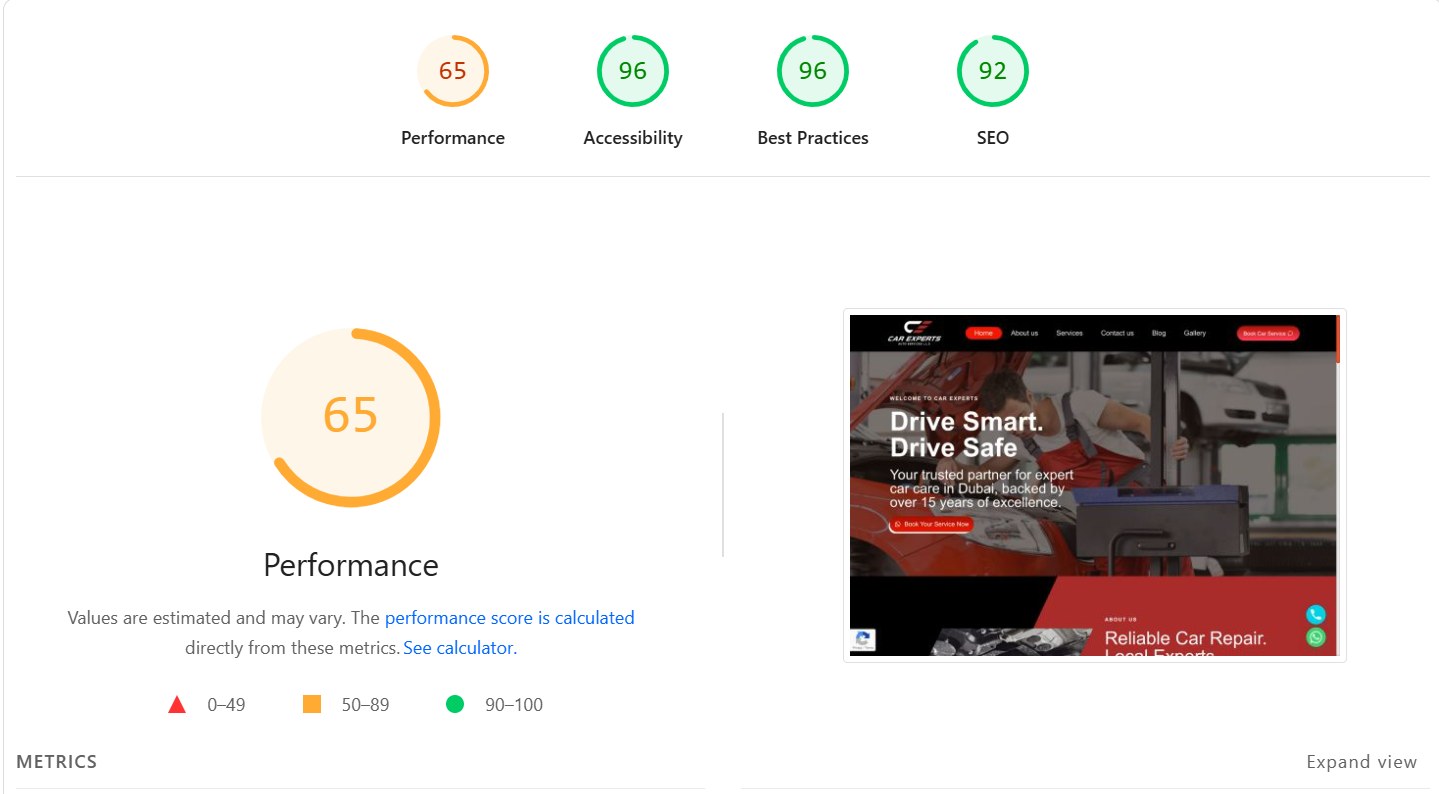 65
96
96
92
Performance
Accessibility
Best Practices
SEO
65
Performance
Values are estimated and may vary. The performance score is calculated
directly from these metrics. See calculator.
0–49
50–89
90–100
CAR EXPERTS
Home
About us
Services
Contact us
Blog
Gallery
Book Car Service
WELCOME TO CAR EXPERTS
Drive Smart.
Drive Safe
Your trusted partner for expert
car care in Dubai, backed by
over 15 years of excellence.
Book Your Service Now
ABOUT US
Reliable Car Repair.
Local Experts
METRICS
Expand view